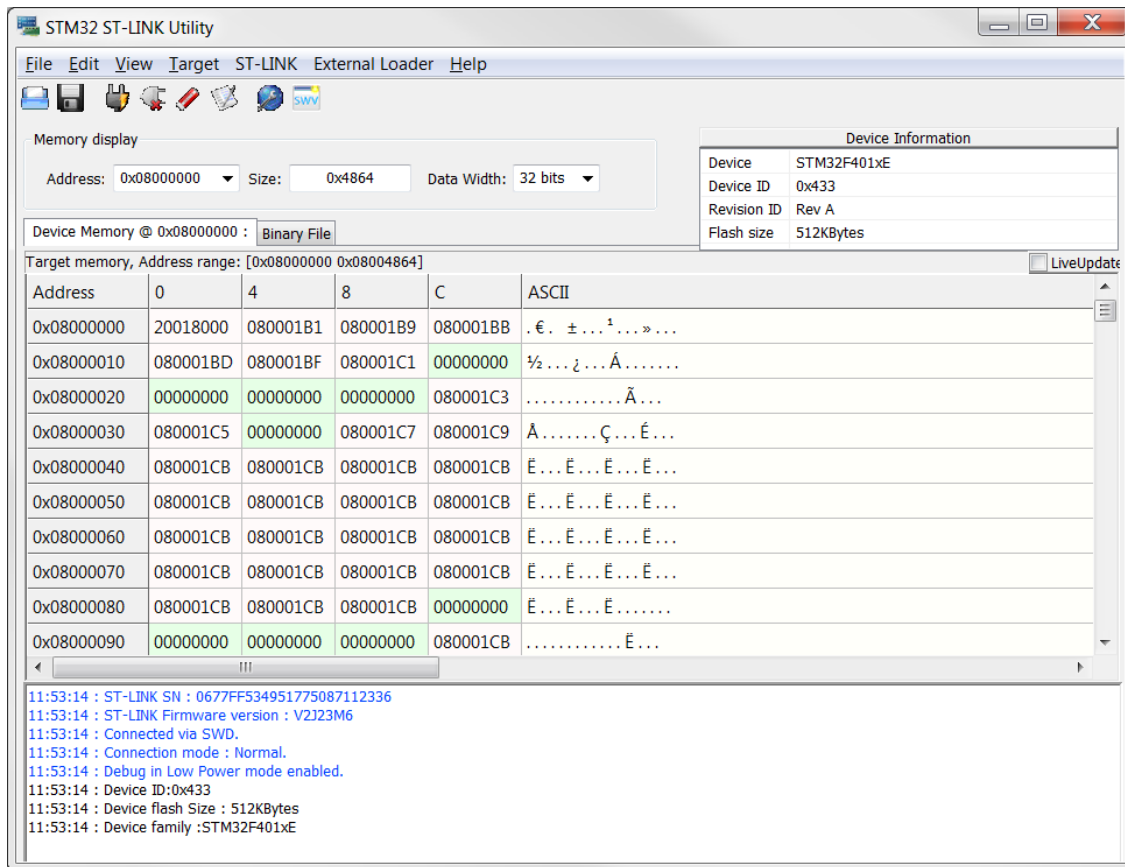 STM32 ST-LINK Utility
File Edit View Target ST-LINK External Loader Help
SWV
Memory display
Address: 0x08000000 Size: 0x4864 Data Width: 32 bits
Device Information
Device STM32F401xE
Device ID 0x433
Revision ID Rev A
Flash size 512KBytes
Device Memory @ 0x08000000 : Binary File
Target memory, Address range: [0x08000000 0x08004864] LiveUpdate
Address 0 4 8 C ASCII
0x08000000 20018000 080001B1 080001B9 080001BB .€. ±...¹...»...
0x08000010 080001BD 080001BF 080001C1 00000000 ½...¿...Á.......
0x08000020 00000000 00000000 00000000 080001C3 ............Ã...
0x08000030 080001C5 00000000 080001C7 080001C9 Å.......Ç...É...
0x08000040 080001CB 080001CB 080001CB 080001CB Ë...Ë...Ë...Ë...
0x08000050 080001CB 080001CB 080001CB 080001CB Ë...Ë...Ë...Ë...
0x08000060 080001CB 080001CB 080001CB 080001CB Ë...Ë...Ë...Ë...
0x08000070 080001CB 080001CB 080001CB 080001CB Ë...Ë...Ë...Ë...
0x08000080 080001CB 080001CB 080001CB 00000000 Ë...Ë...Ë.......
0x08000090 00000000 00000000 00000000 080001CB ............Ë...
11:53:14 : ST-LINK SN : 0677FF534951775087112336
11:53:14 : ST-LINK Firmware version : V2J23M6
11:53:14 : Connected via SWD.
11:53:14 : Connection mode : Normal.
11:53:14 : Debug in Low Power mode enabled.
11:53:14 : Device ID:0x433
11:53:14 : Device flash Size : 512KBytes
11:53:14 : Device family :STM32F401xE